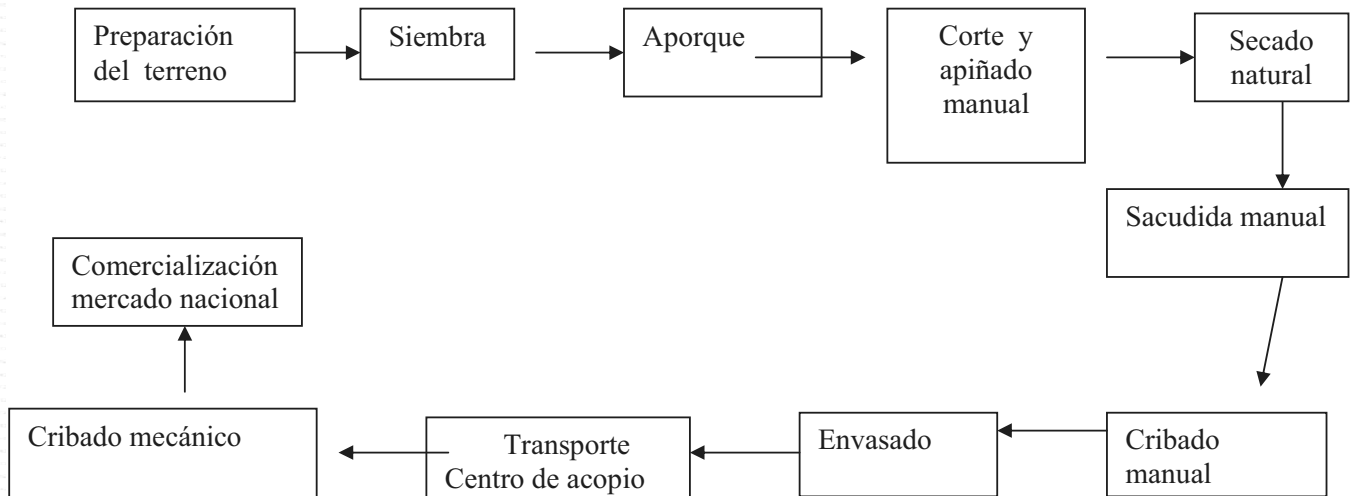 Preparación
del terreno
Siembra
Aporque
Corte y
apiñado
manual
Secado
natural
Sacudida manual
Cribado
manual
Envasado
Transporte
Centro de acopio
Cribado mecánico
Comercialización
mercado nacional